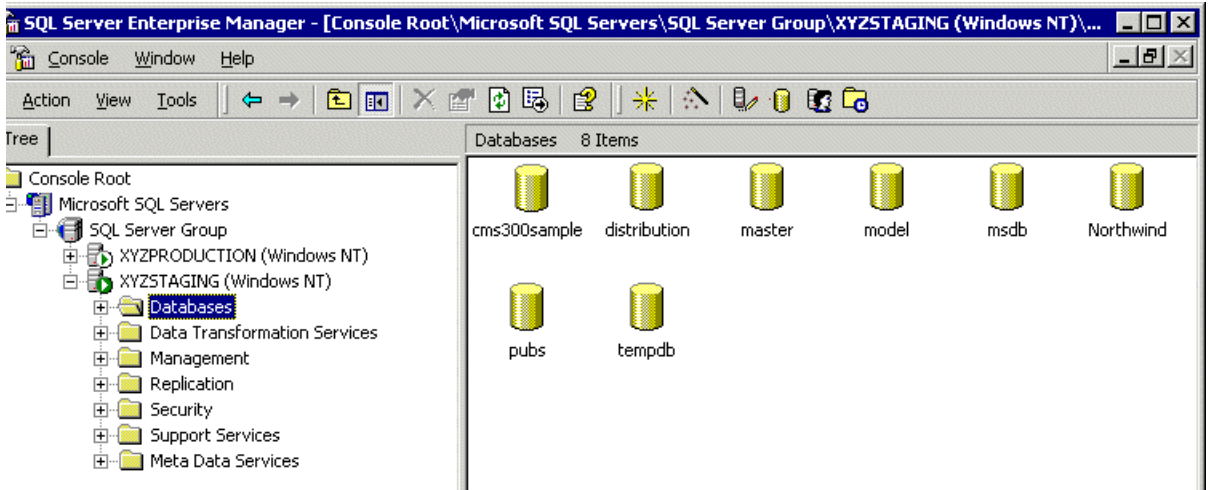 SQL Server Enterprise Manager - [Console Root\Microsoft SQL Servers\SQL Server Group\XYZSTAGING (Windows NT)\...
Console Window Help
Action View Tools
Tree
Databases 8 Items
Console Root
Microsoft SQL Servers
SQL Server Group
XYZPRODUCTION (Windows NT)
XYZSTAGING (Windows NT)
Databases
Data Transformation Services
Management
Replication
Security
Support Services
Meta Data Services
cms300sample distribution master model msdb Northwind
pubs tempdb